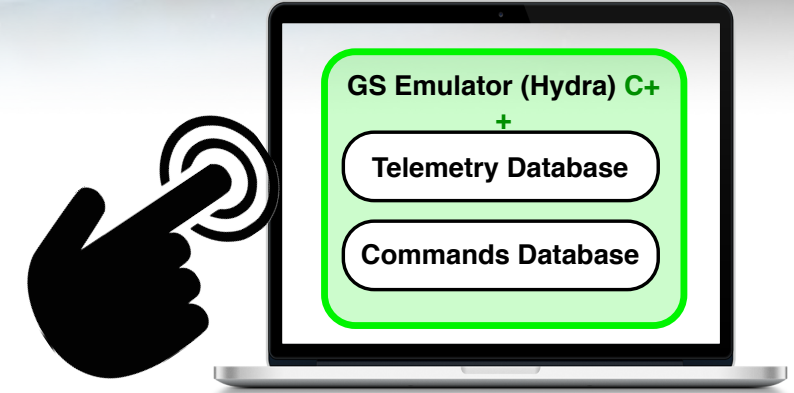 GS Emulator (Hydra) C+
+
Telemetry Database
Commands Database